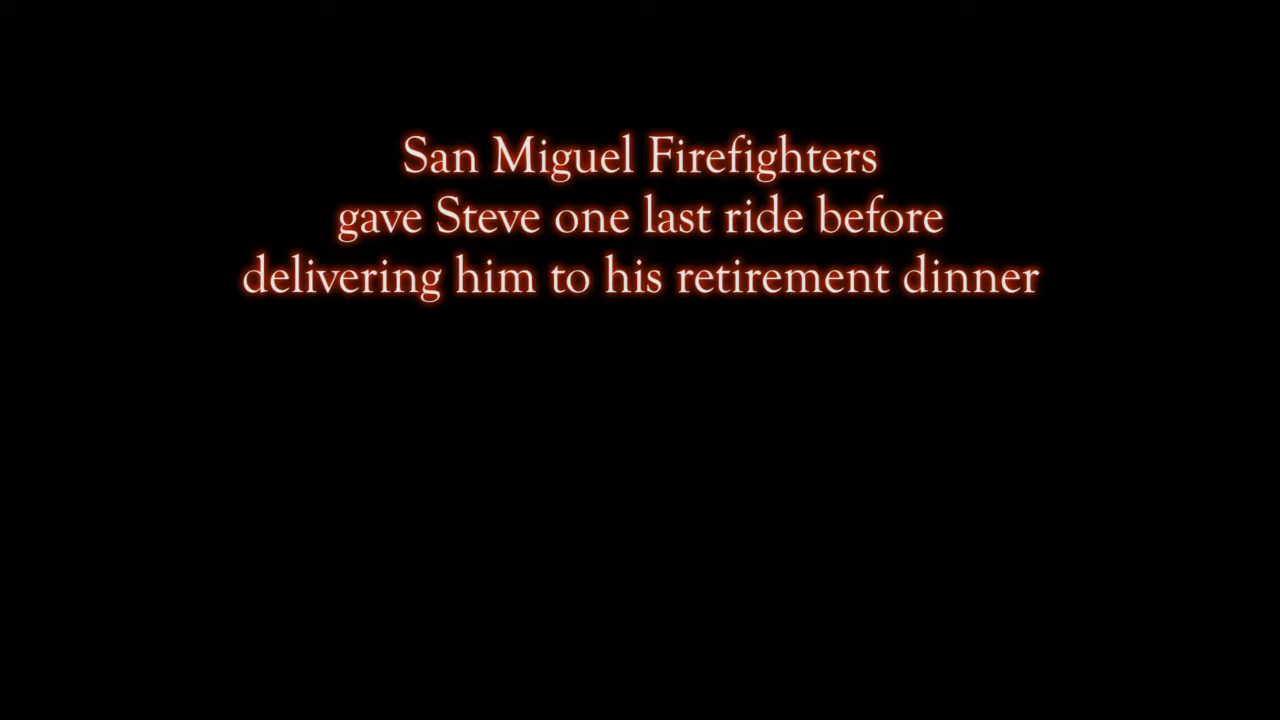 San Miguel Firefighters
gave Steve one last ride before
delivering him to his retirement dinner